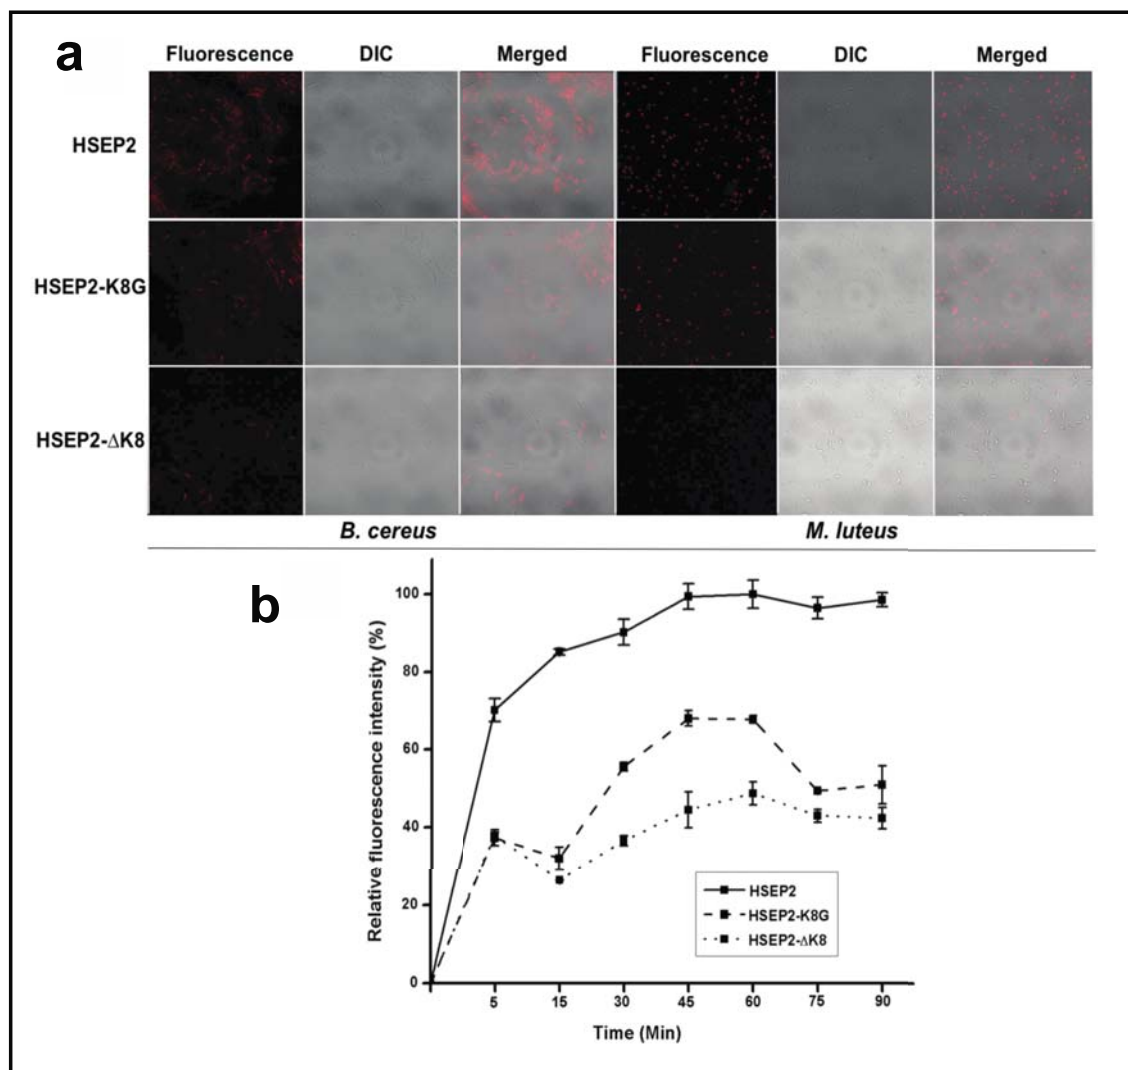 a
Fluorescence DIC Merged Fluorescence DIC Merged
HSEP2
HSEP2-K8G
HSEP2-ΔK8
B. cereus M. luteus
b
Relative fluorescence intensity (%)
100
80
60
40
20
0
5 15 30 45 60 75 90
Time (Min)
HSEP2
HSEP2-K8G
HSEP2-ΔK8